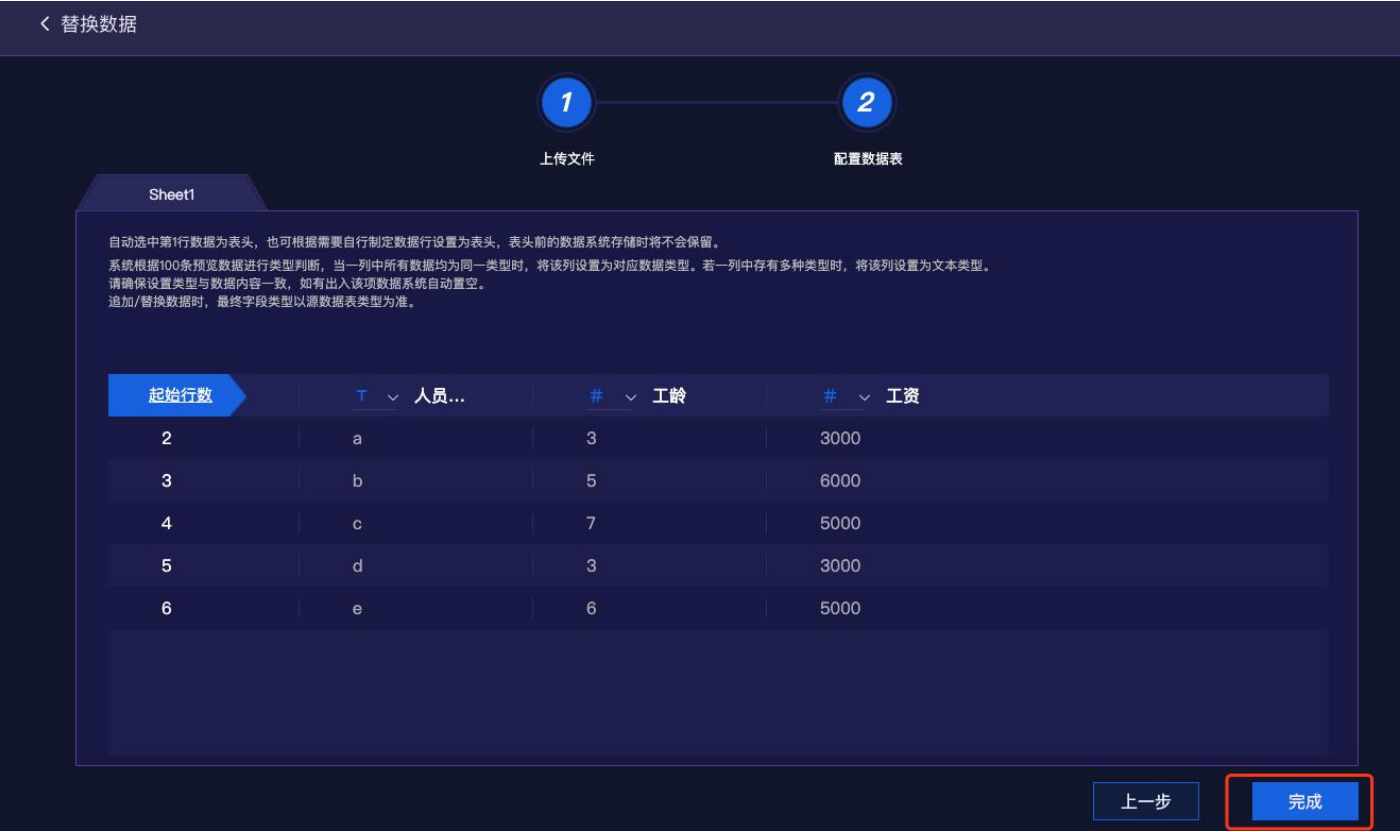 替换数据
1
2
上传文件
配置数据表
Sheet1
自动选中第1行数据为表头，也可根据需要自行制定数据行设置为表头，表头前的数据系统存储时将不会保留。
系统根据100条预览数据进行类型判断，当一列中所有数据均为同一类型时，将该列设置为对应数据类型。若一列中存有多种类型时，将该列设置为文本类型。
请确保设置类型与数据内容一致，如有出入该项数据系统自动置空。
追加/替换数据时，最终字段类型以源数据表类型为准。
起始行数 T 人员... # 工龄 # 工资
2 a 3 3000
3 b 5 6000
4 c 7 5000
5 d 3 3000
6 e 6 5000
上一步 完成